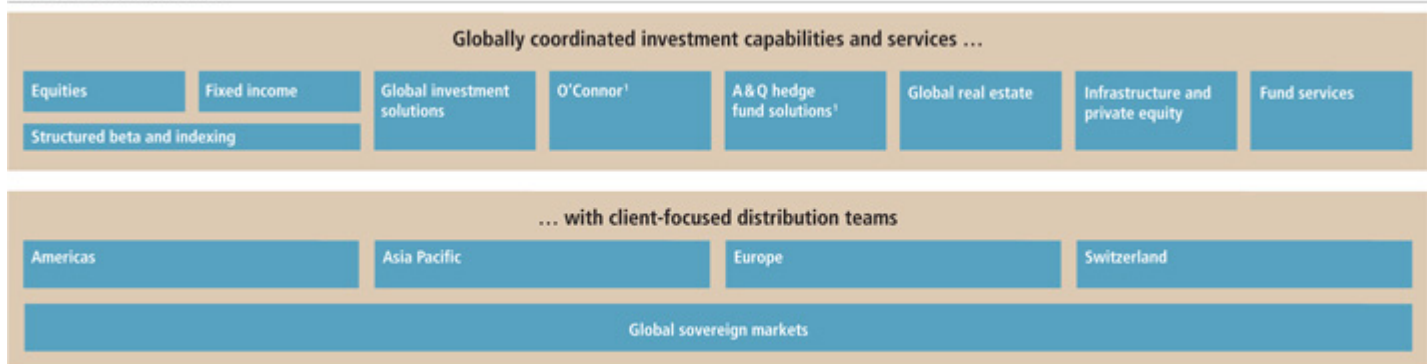 Globally coordinated investment capabilities and services …
Equities
Fixed income
Structured beta and indexing
Global investment
solutions
O'Connor¹
A&Q hedge
fund solutions¹
Global real estate
Infrastructure and
private equity
Fund services
… with client-focused distribution teams
Americas
Asia Pacific
Europe
Switzerland
Global sovereign markets